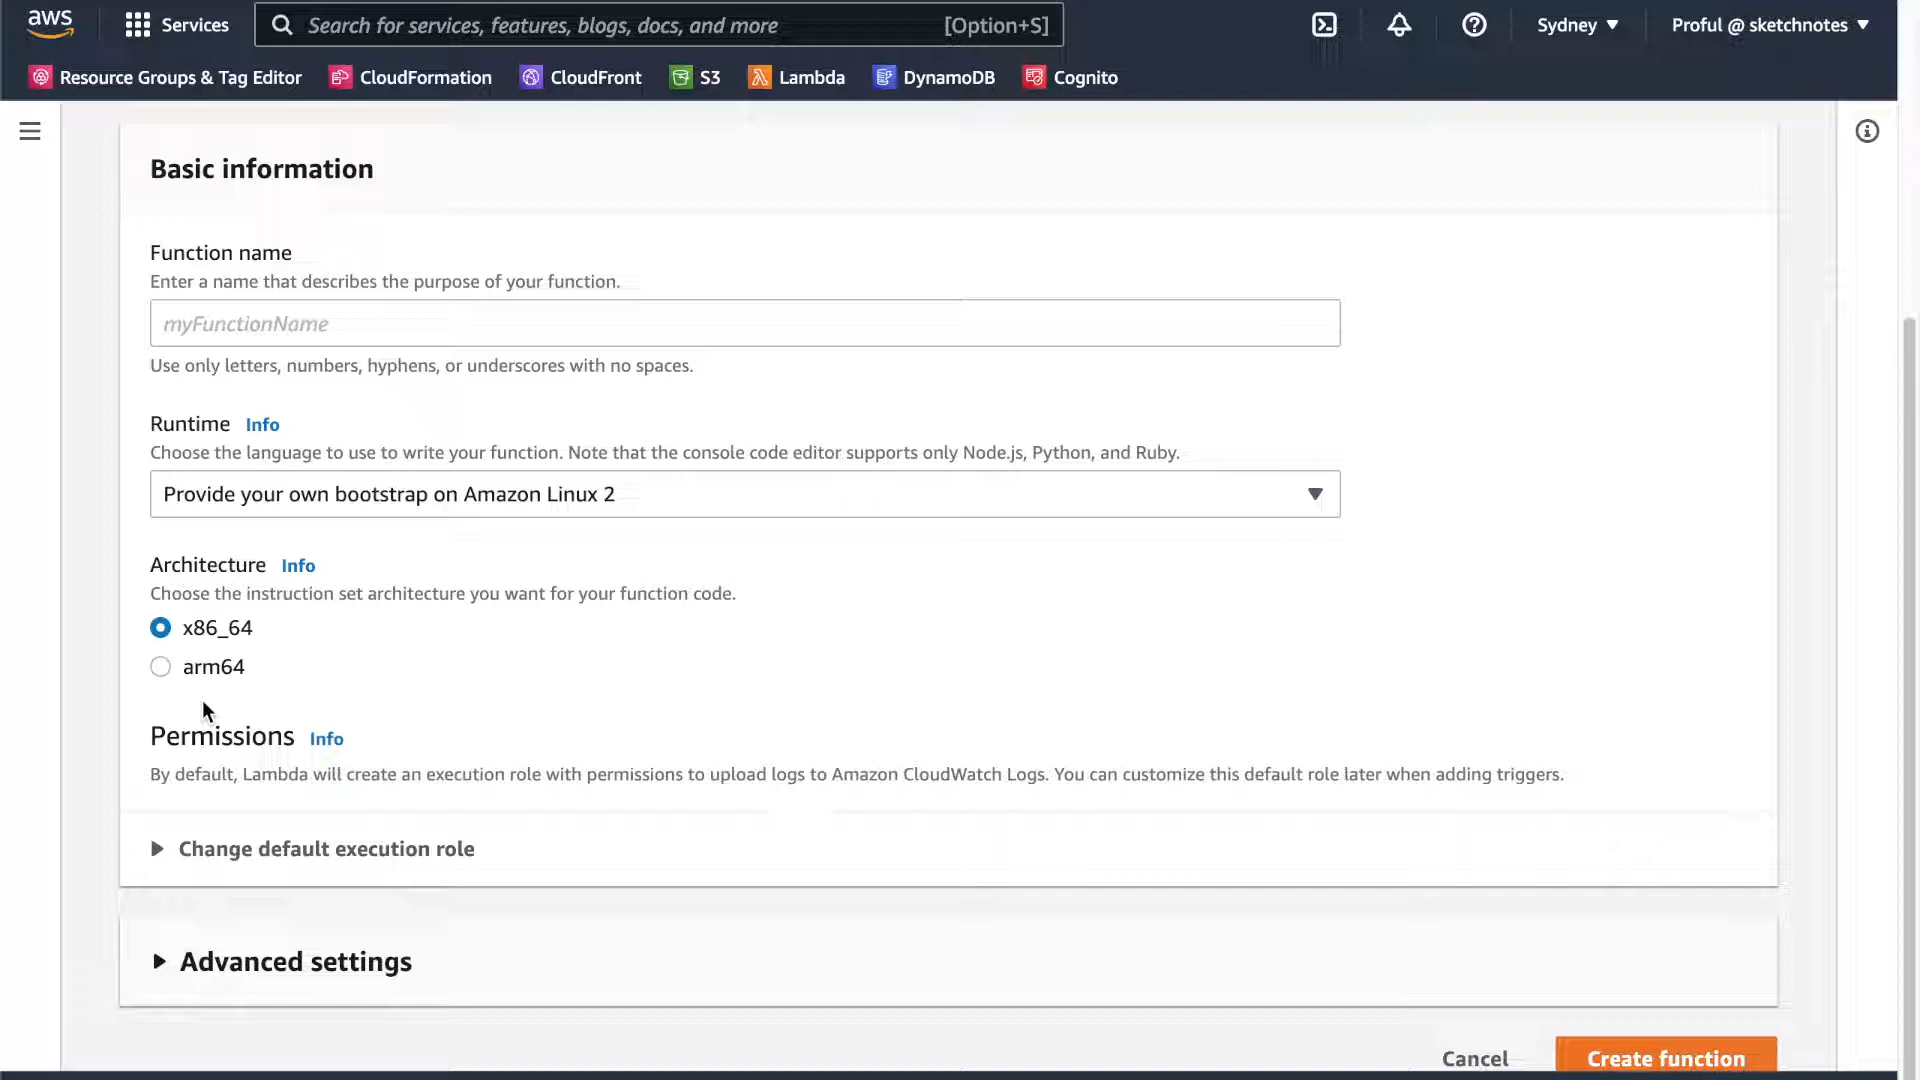 aws
Services
Search for services, features, blogs, docs, and more
[Option+S]
Sydney
Proful @ sketchnotes
Resource Groups & Tag Editor
CloudFormation
CloudFront
S3
Lambda
DynamoDB
Cognito
Basic information
Function name
Enter a name that describes the purpose of your function.
myFunctionName
Use only letters, numbers, hyphens, or underscores with no spaces.
Runtime Info
Choose the language to use to write your function. Note that the console code editor supports only Node.js, Python, and Ruby.
Provide your own bootstrap on Amazon Linux 2
Architecture Info
Choose the instruction set architecture you want for your function code.
x86_64
arm64
Permissions Info
By default, Lambda will create an execution role with permissions to upload logs to Amazon CloudWatch Logs. You can customize this default role later when adding triggers.
Change default execution role
Advanced settings
Cancel
Create function